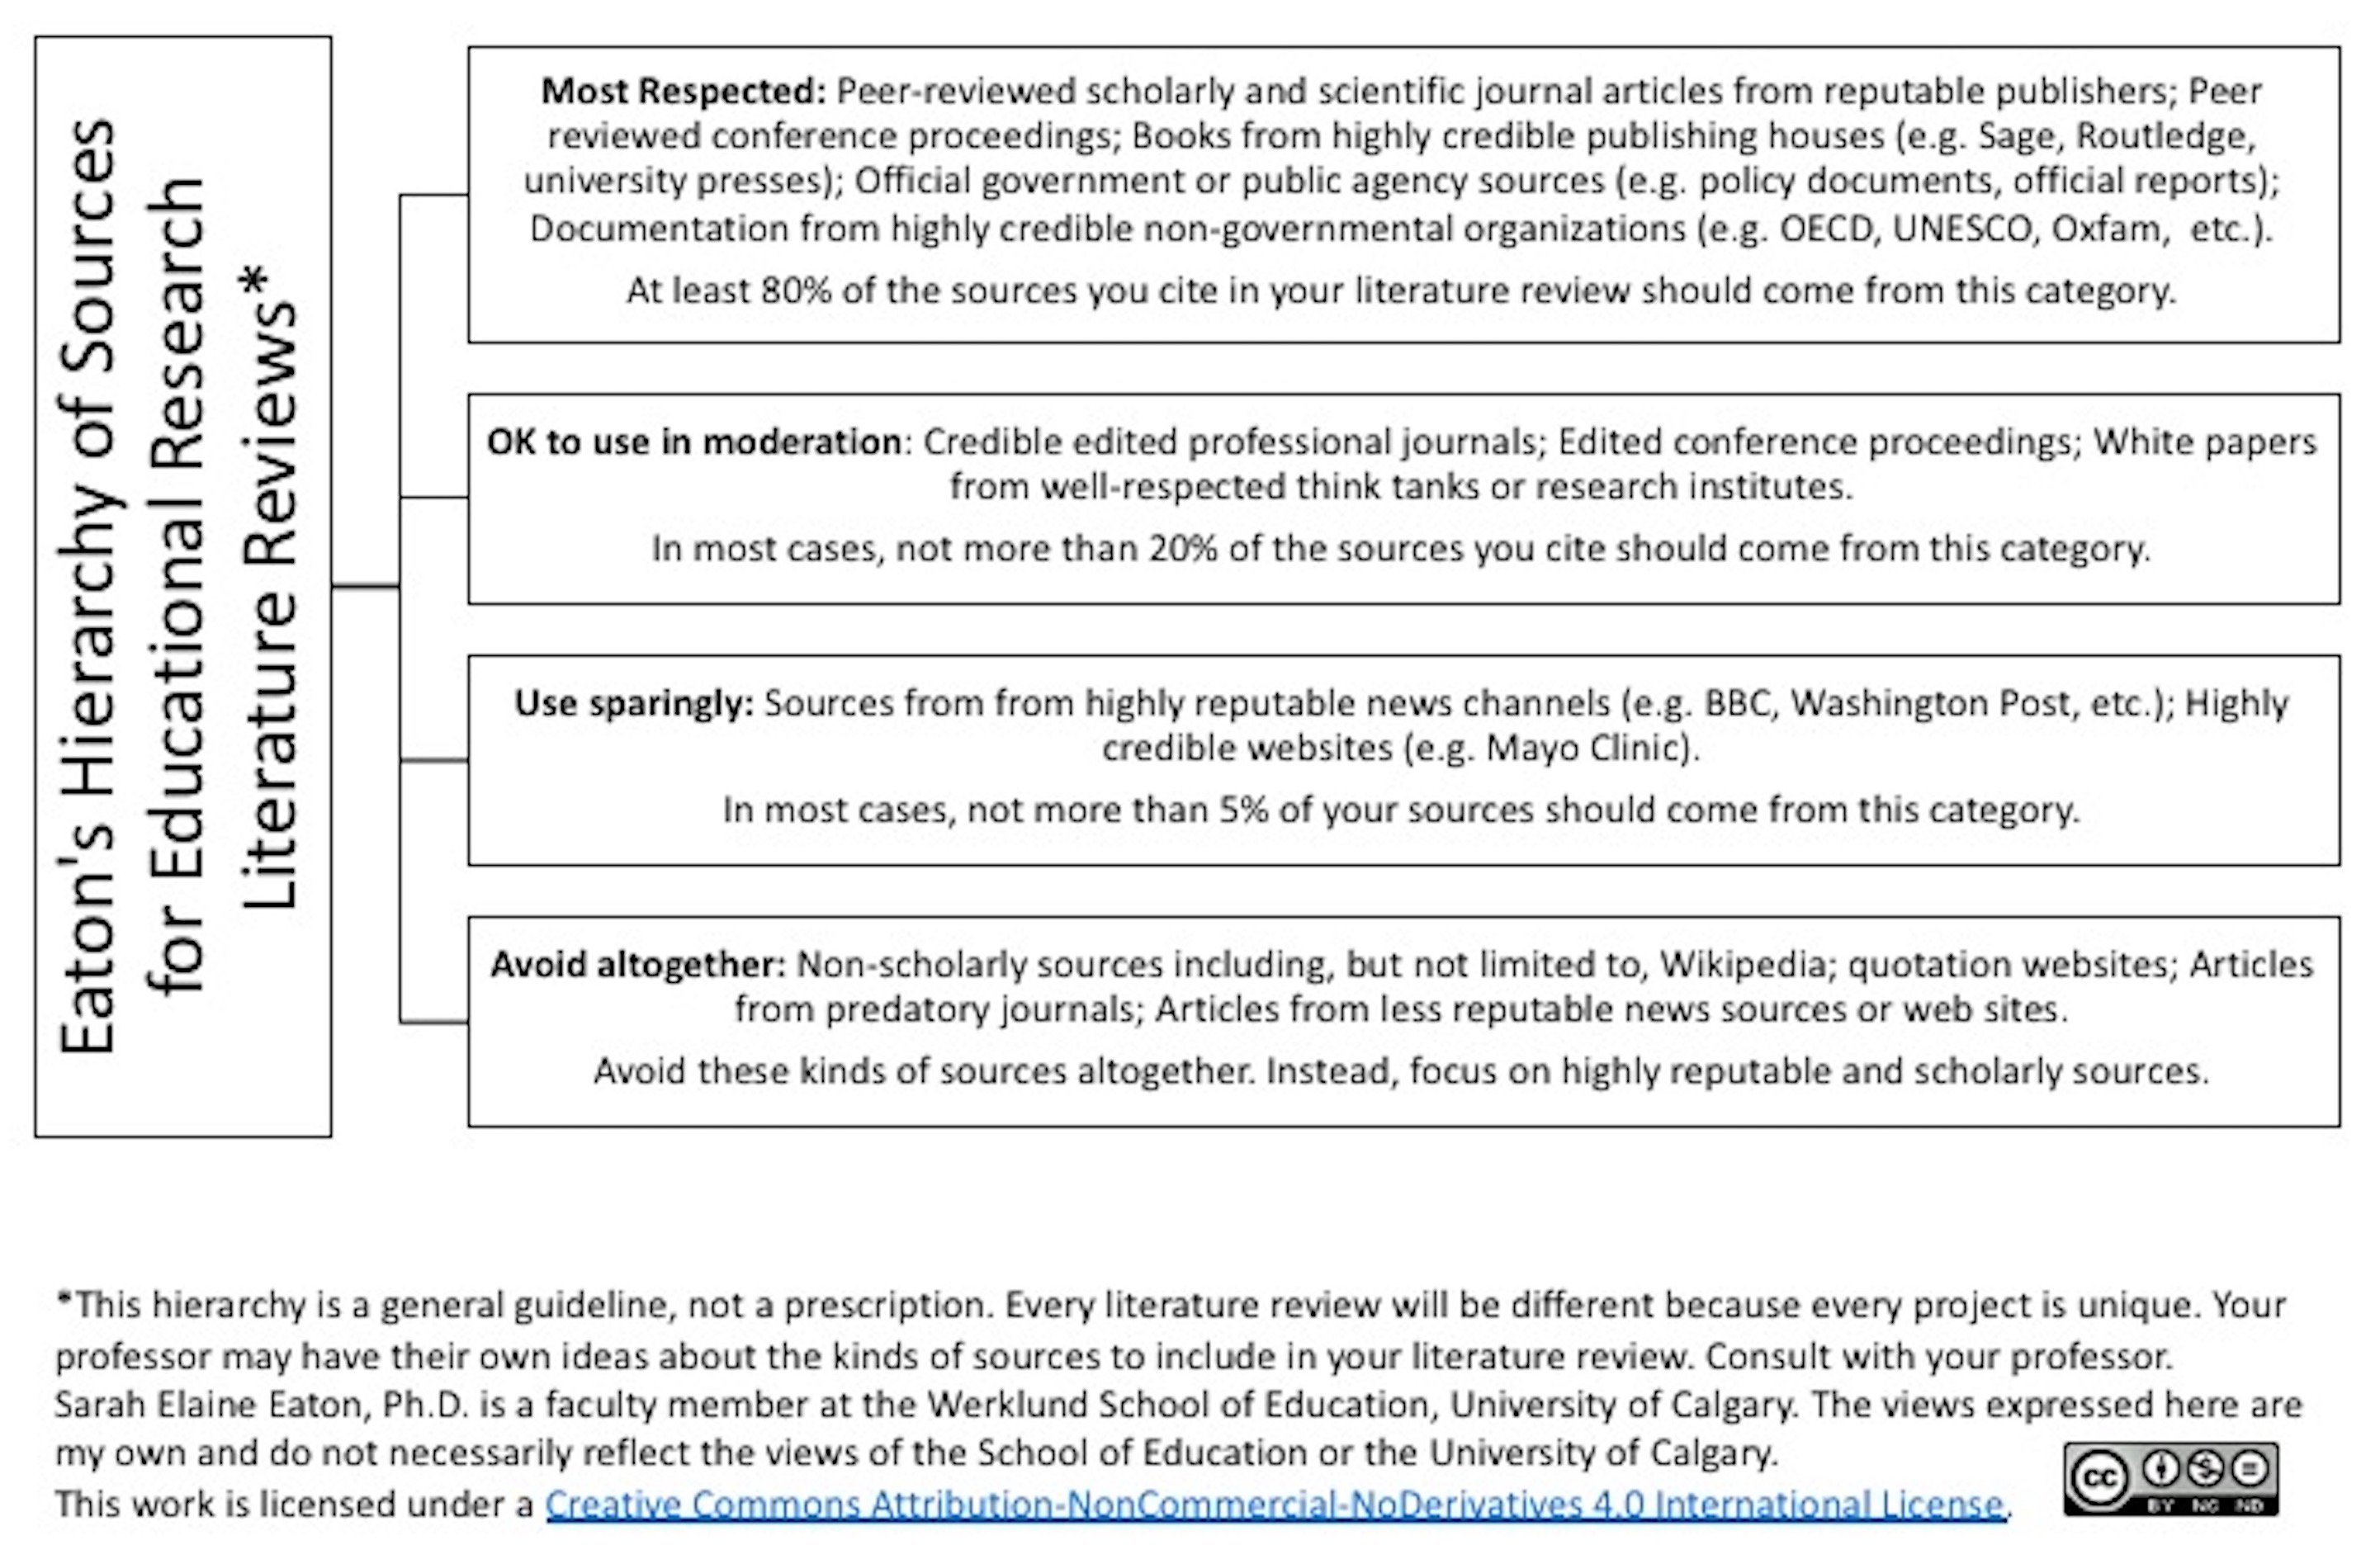 Eaton's Hierarchy of Sources
for Educational Research
Literature Reviews*
Most Respected: Peer-reviewed scholarly and scientific journal articles from reputable publishers; Peer
reviewed conference proceedings; Books from highly credible publishing houses (e.g. Sage, Routledge,
university presses); Official government or public agency sources (e.g. policy documents, official reports);
Documentation from highly credible non-governmental organizations (e.g. OECD, UNESCO, Oxfam, etc.).
At least 80% of the sources you cite in your literature review should come from this category.
OK to use in moderation: Credible edited professional journals; Edited conference proceedings; White papers
from well-respected think tanks or research institutes.
In most cases, not more than 20% of the sources you cite should come from this category.
Use sparingly: Sources from from highly reputable news channels (e.g. BBC, Washington Post, etc.); Highly
credible websites (e.g. Mayo Clinic).
In most cases, not more than 5% of your sources should come from this category.
Avoid altogether: Non-scholarly sources including, but not limited to, Wikipedia; quotation websites; Articles
from predatory journals; Articles from less reputable news sources or web sites.
Avoid these kinds of sources altogether. Instead, focus on highly reputable and scholarly sources.
*This hierarchy is a general guideline, not a prescription. Every literature review will be different because every project is unique. Your
professor may have their own ideas about the kinds of sources to include in your literature review. Consult with your professor.
Sarah Elaine Eaton, Ph.D. is a faculty member at the Werklund School of Education, University of Calgary. The views expressed here are
my own and do not necessarily reflect the views of the School of Education or the University of Calgary.
This work is licensed under a Creative Commons Attribution-NonCommercial-NoDerivatives 4.0 International License.
cc
BY NC ND